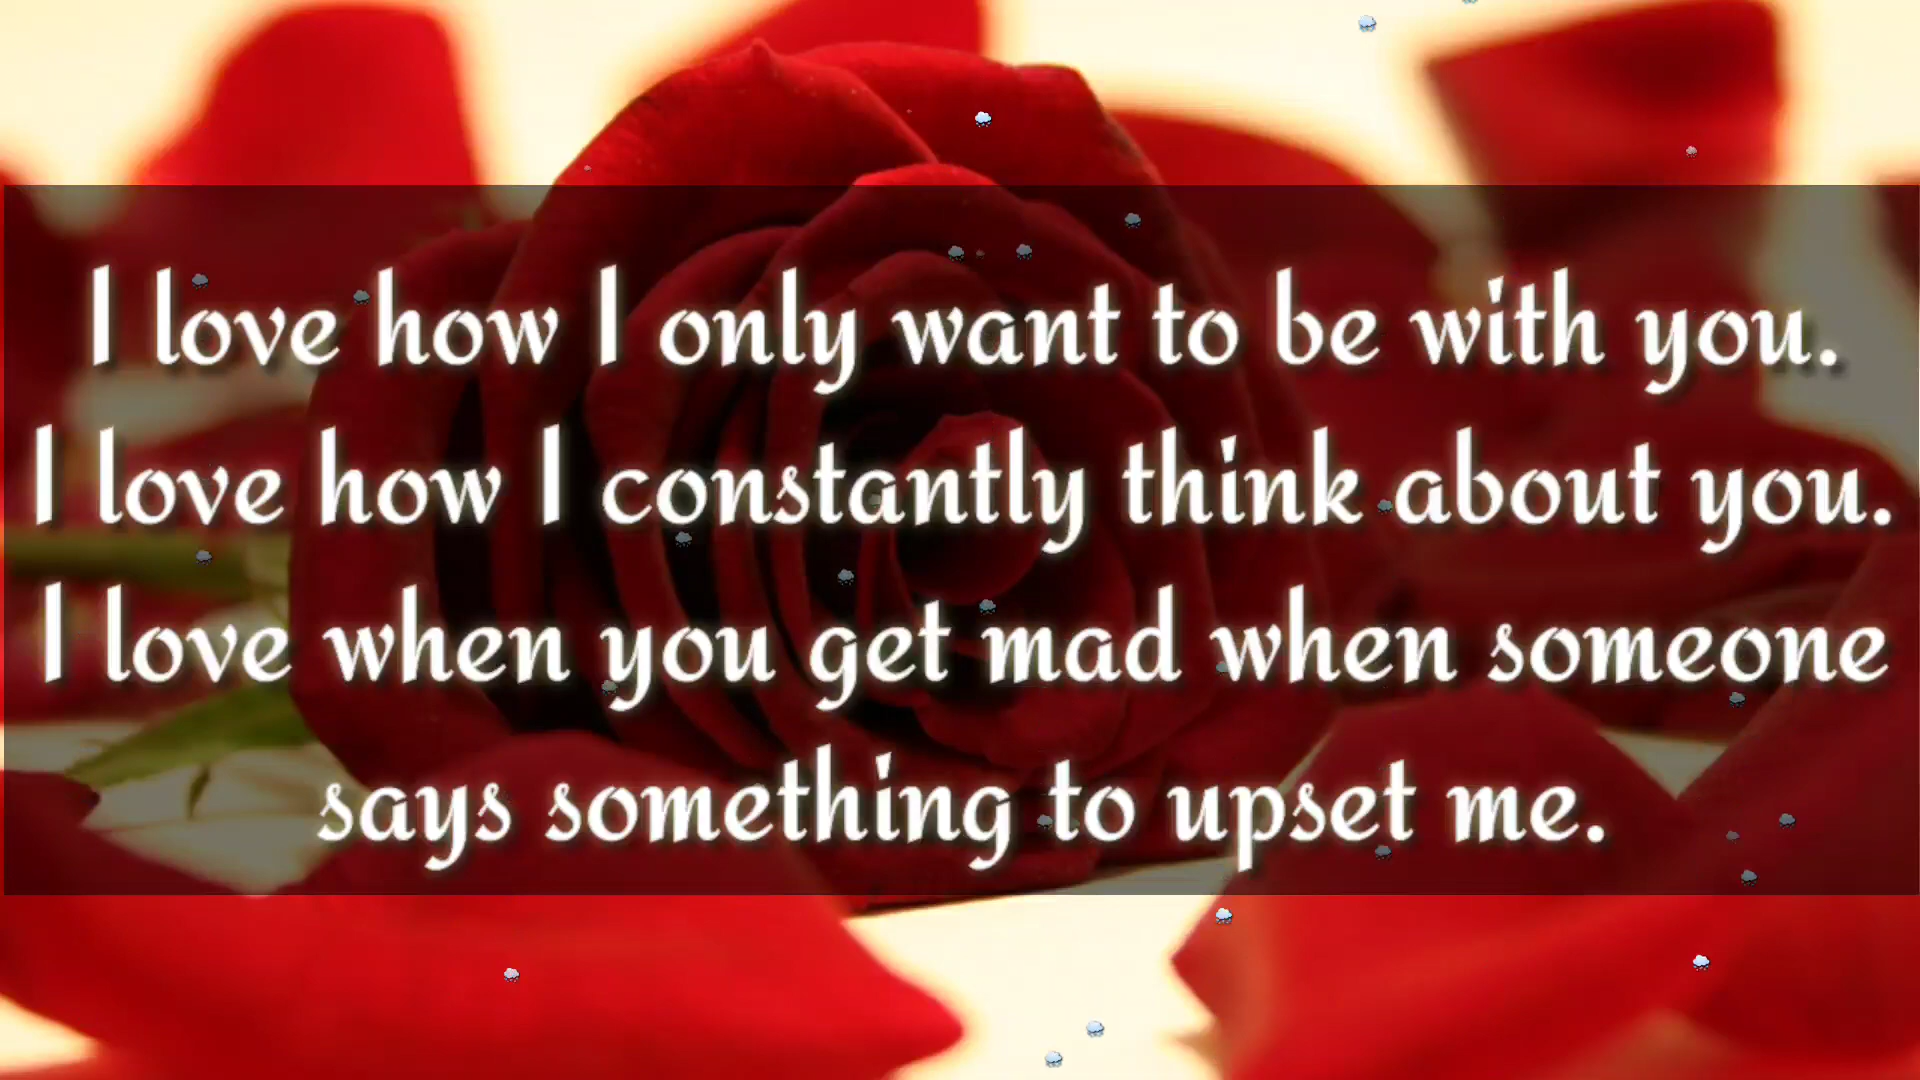 I love how I only want to be with you.
I love how I constantly think about you.
I love when you get mad when someone
says something to upset me.